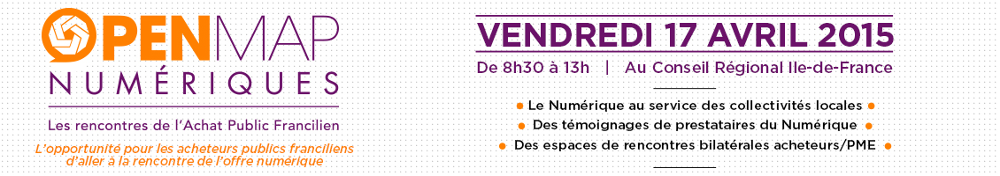 OPENMAP
NUMÉRIQUES
Les rencontres de l'Achat Public Francilien
L'opportunité pour les acheteurs publics franciliens
d'aller à la rencontre de l'offre numérique
VENDREDI 17 AVRIL 2015
De 8h30 à 13h | Au Conseil Régional Ile-de-France
• Le Numérique au service des collectivités locales •
• Des témoignages de prestataires du Numérique •
• Des espaces de rencontres bilatérales acheteurs/PME •